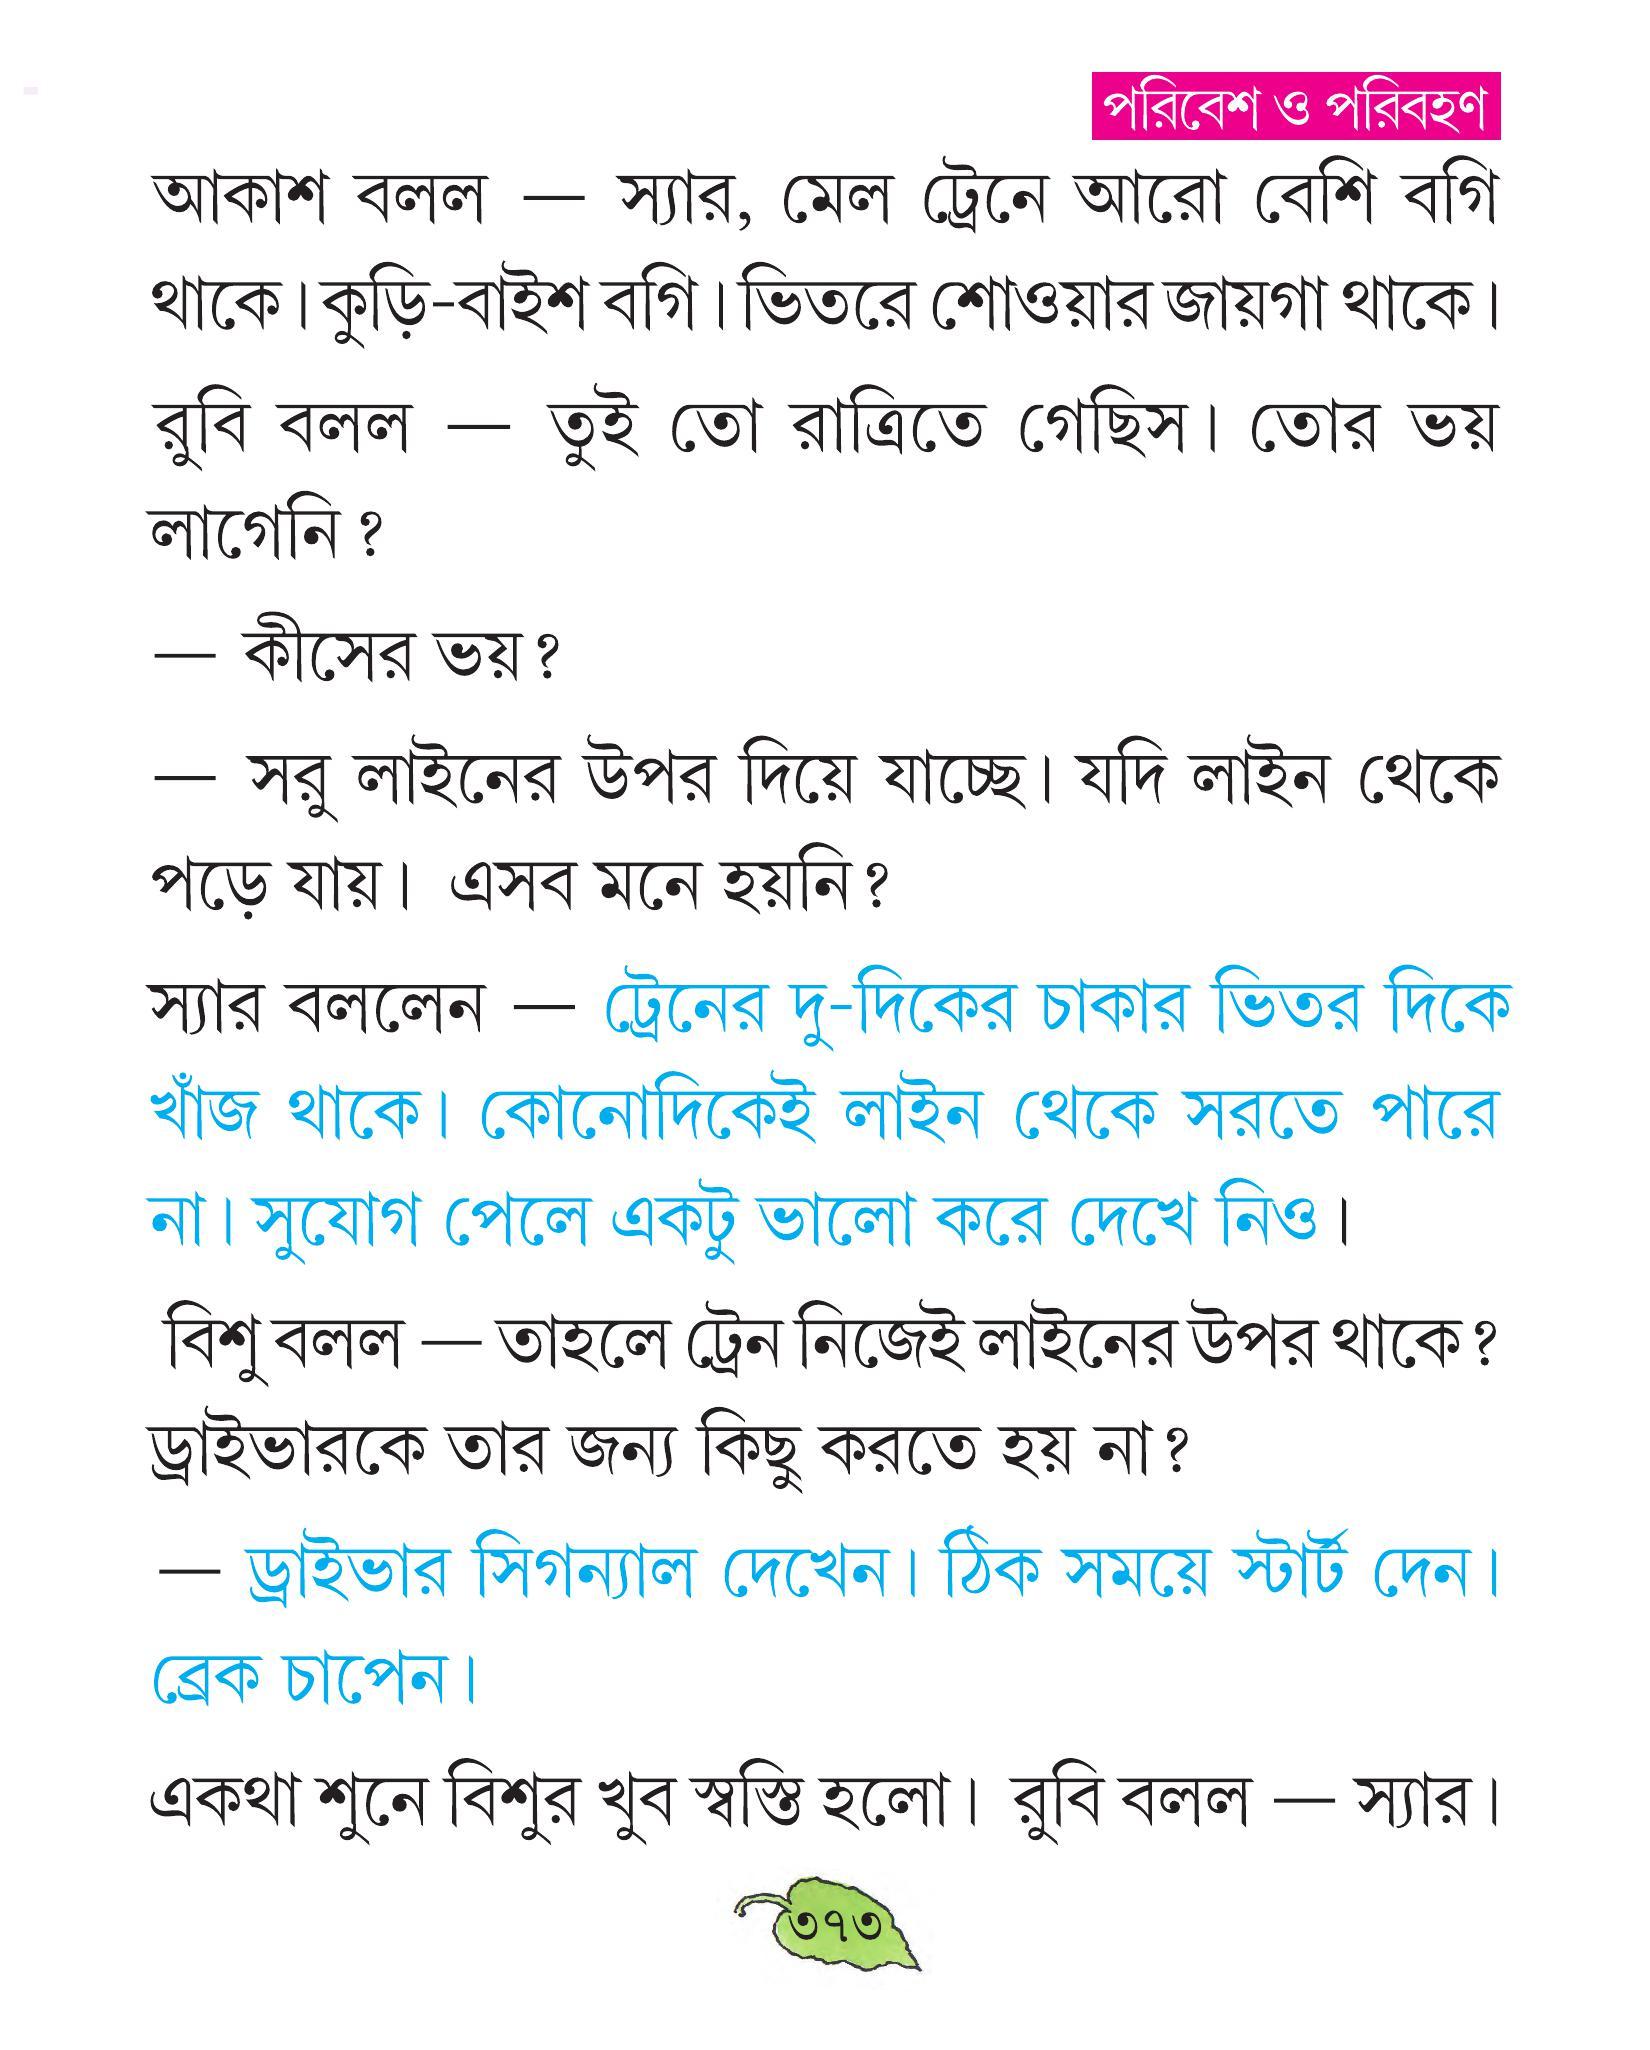 পরিবেশ ও পরিবহণ
আকাশ বলল — স্যার, মেল ট্রেনে আরো বেশি বগি
থাকে। কুড়ি-বাইশ বগি। ভিতরে শোওয়ার জায়গা থাকে।
রুবি বলল — তুই তো রাত্রিতে গেছিস। তোর ভয়
লাগেনি?
— কীসের ভয়?
— সরু লাইনের উপর দিয়ে যাচ্ছে। যদি লাইন থেকে
পড়ে যায়। এসব মনে হয়নি?
স্যার বললেন — ট্রেনের দু-দিকের চাকার ভিতর দিকে
খাঁজ থাকে। কোনোদিকেই লাইন থেকে সরতে পারে
না। সুযোগ পেলে একটু ভালো করে দেখে নিও।
বিশু বলল — তাহলে ট্রেন নিজেই লাইনের উপর থাকে?
ড্রাইভারকে তার জন্য কিছু করতে হয় না?
— ড্রাইভার সিগন্যাল দেখেন। ঠিক সময়ে স্টার্ট দেন।
ব্রেক চাপেন।
একথা শুনে বিশুর খুব স্বস্তি হলো। রুবি বলল — স্যার।
৩৭৩